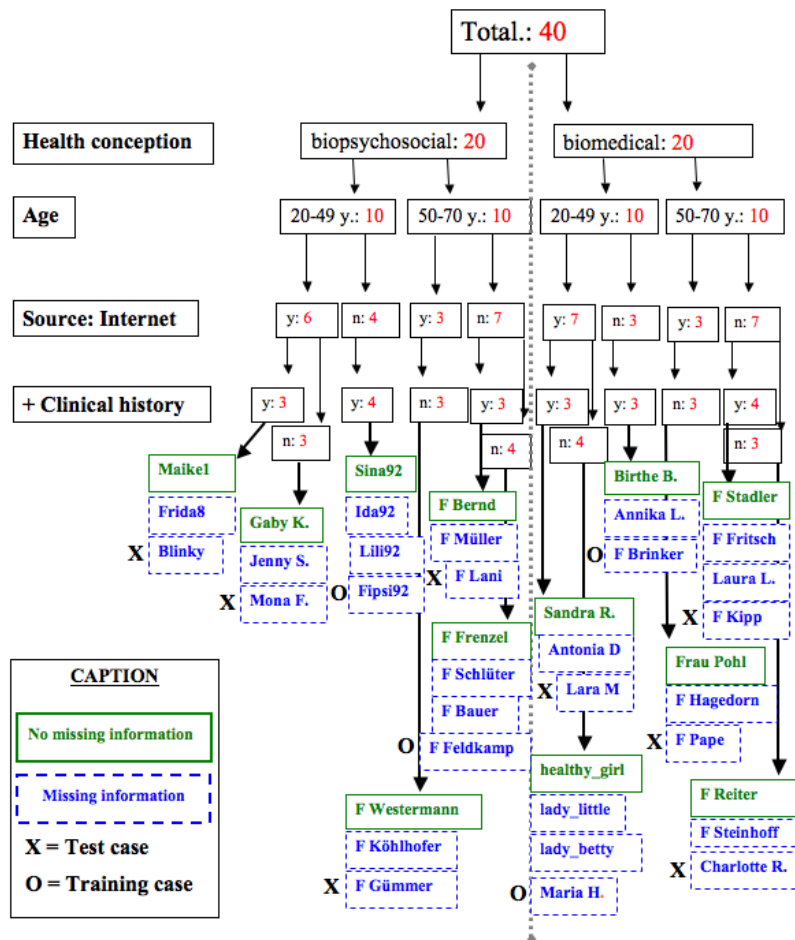 Total.: 40
Health conception
biopsychosocial: 20
biomedical: 20
Age
20-49 y.: 10
50-70 y.: 10
20-49 y.: 10
50-70 y.: 10
Source: Internet
y: 6
n: 4
y: 3
n: 7
y: 7
n: 3
y: 3
n: 7
+ Clinical history
y: 3
y: 4
n: 3
y: 3
y: 3
y: 3
n: 3
y: 4
n: 3
n: 4
n: 4
n: 3
Maike1
Frida8
X Blinky
Gaby K.
Jenny S.
X Mona F.
Sina92
Ida92
Lili92
O Fipsi92
F Bernd
F Müller
X F Lani
F Frenzel
F Schlüter
F Bauer
O F Feldkamp
F Westermann
F Köhlhofer
X F Gümmer
Sandra R.
Antonia D
X Lara M
healthy_girl
lady_little
lady_betty
O Maria H.
Birthe B.
Annika L.
O F Brinker
Frau Pohl
F Hagedorn
X F Pape
F Stadler
F Fritsch
Laura L.
X F Kipp
F Reiter
F Steinhoff
X Charlotte R.
CAPTION
No missing information
Missing information
X = Test case
O = Training case